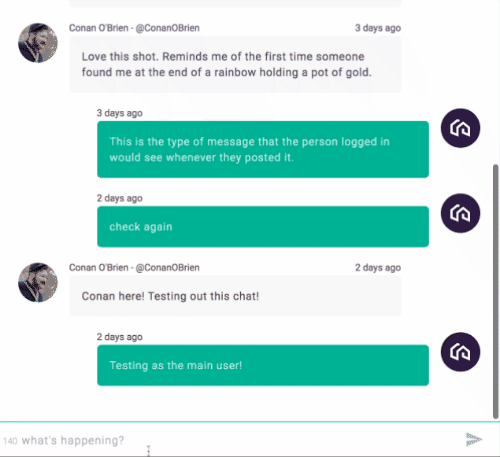 Conan O'Brien - @ConanOBrien 3 days ago
Love this shot. Reminds me of the first time someone
found me at the end of a rainbow holding a pot of gold.
3 days ago
This is the type of message that the person logged in
would see whenever they posted it.
2 days ago
check again
Conan O'Brien - @ConanOBrien 2 days ago
Conan here! Testing out this chat!
2 days ago
Testing as the main user!
140 what's happening?